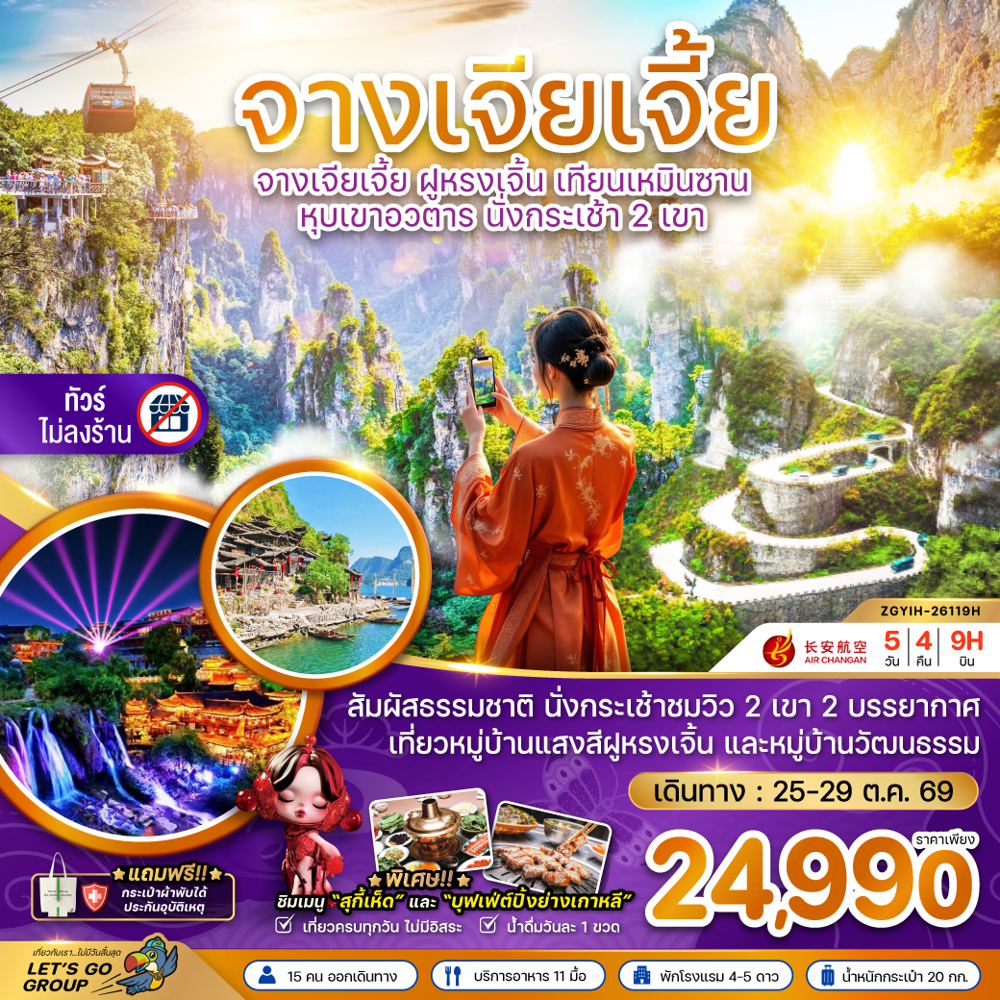 จางเจียเจี้ย
จางเจียเจี้ย ฝูหรงเจิ้น เทียนเหมินซาน
หุบเขาอวตาร นั่งกระเช้า 2 เขา
ทัวร์
ไม่ลงร้าน
ZGYIH-26119H
长安航空
AIR CHANGAN
5 4 9H
วัน คืน บิน
สัมผัสธรรมชาติ นั่งกระเช้าชมวิว 2 เขา 2 บรรยากาศ
เที่ยวหมู่บ้านแสงสีฝูหรงเจิ้น และหมู่บ้านวัฒนธรรม
เดินทาง : 25-29 ต.ค. 69
ราคาเพียง
24,990
แถมฟรี!!
กระเป๋าผ้าพับได้
ประกันอุบัติเหตุ
พิเศษ!!
ชิมเมนู "สุกี้เห็ด" และ "บุฟเฟ่ต์ปิ้งย่างเกาหลี"
เที่ยวครบทุกวัน ไม่มีอิสระ น้ำดื่มวันละ 1 ขวด
เที่ยวกับเรา...ไม่มีวันสิ้นสุด
LET'S GO
GROUP
15 คน ออกเดินทาง บริการอาหาร 11 มื้อ พักโรงแรม 4-5 ดาว น้ำหนักกระเป๋า 20 กก.